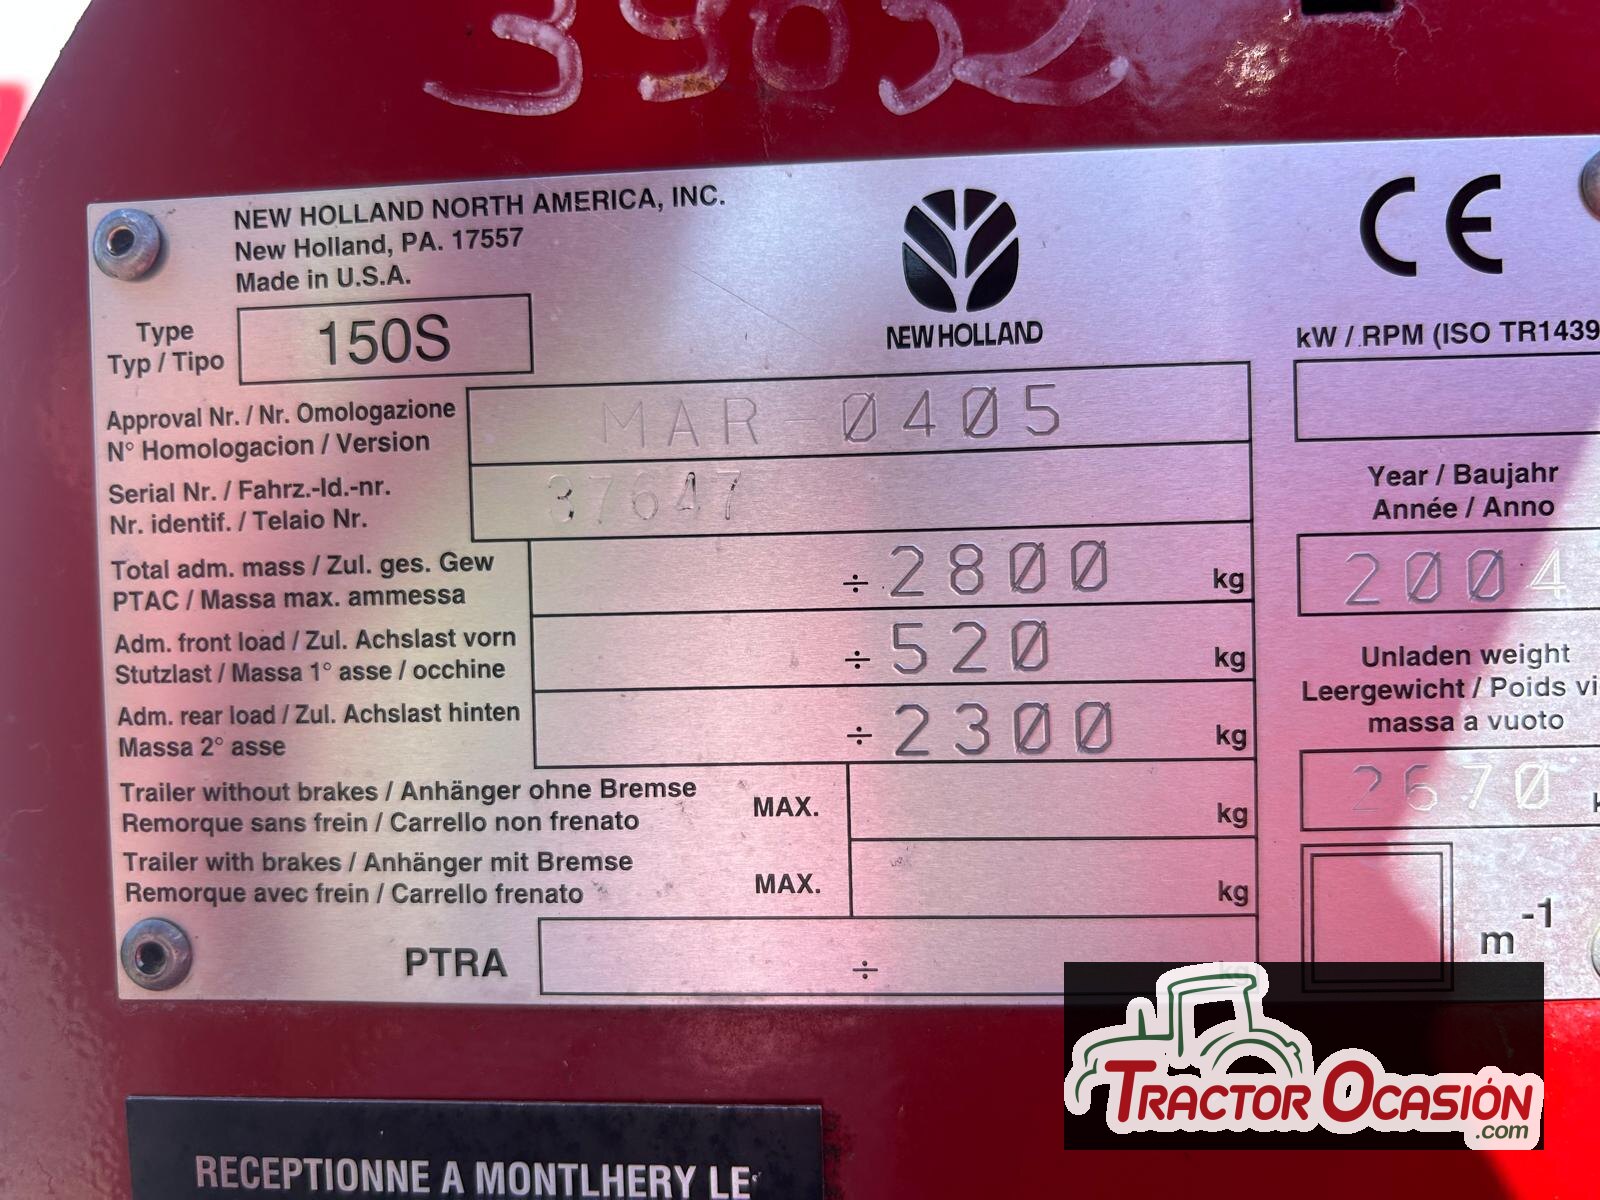 39032
NEW HOLLAND NORTH AMERICA, INC.
New Holland, PA. 17557
Made in U.S.A.
Type
Typ / Tipo
150S
NEW HOLLAND
CE
kW / RPM (ISO TR1439
Approval Nr. / Nr. Omologazione
N° Homologacion / Version
MAR-0405
Serial Nr. / Fahrz.-Id.-nr.
Nr. identif. / Telaio Nr.
37647
Year / Baujahr
Année / Anno
2004
Total adm. mass / Zul. ges. Gew
PTAC / Massa max. ammessa
÷ 2800 kg
Adm. front load / Zul. Achslast vorn
Stutzlast / Massa 1° asse / occhine
÷ 520 kg
Unladen weight
Leergewicht / Poids vi
massa a vuoto
2670 k
Adm. rear load / Zul. Achslast hinten
Massa 2° asse
÷ 2300 kg
Trailer without brakes / Anhänger ohne Bremse
Remorque sans frein / Carrello non frenato
MAX. kg
Trailer with brakes / Anhänger mit Bremse
Remorque avec frein / Carrello frenato
MAX. kg
m-1
PTRA ÷ kg
TRACTOR OCASIÓN
.com
RECEPTIONNE A MONTLHERY LE